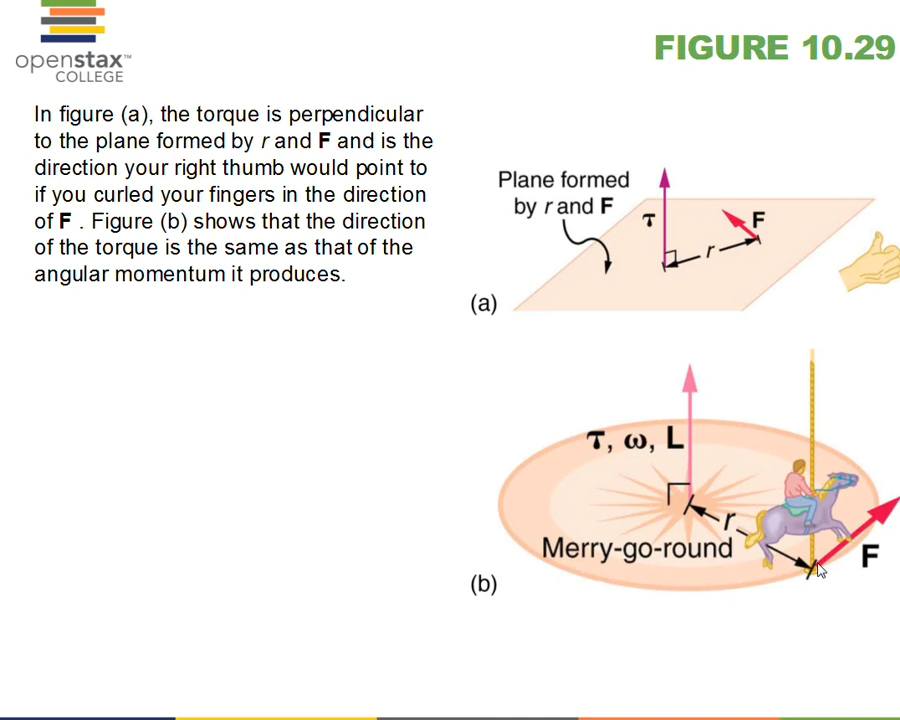 openstax™
COLLEGE
FIGURE 10.29
In figure (a), the torque is perpendicular
to the plane formed by r and F and is the
direction your right thumb would point to
if you curled your fingers in the direction
of F . Figure (b) shows that the direction
of the torque is the same as that of the
angular momentum it produces.
Plane formed
by r and F
τ
F
r
(a)
τ, ω, L
r
Merry-go-round
F
(b)